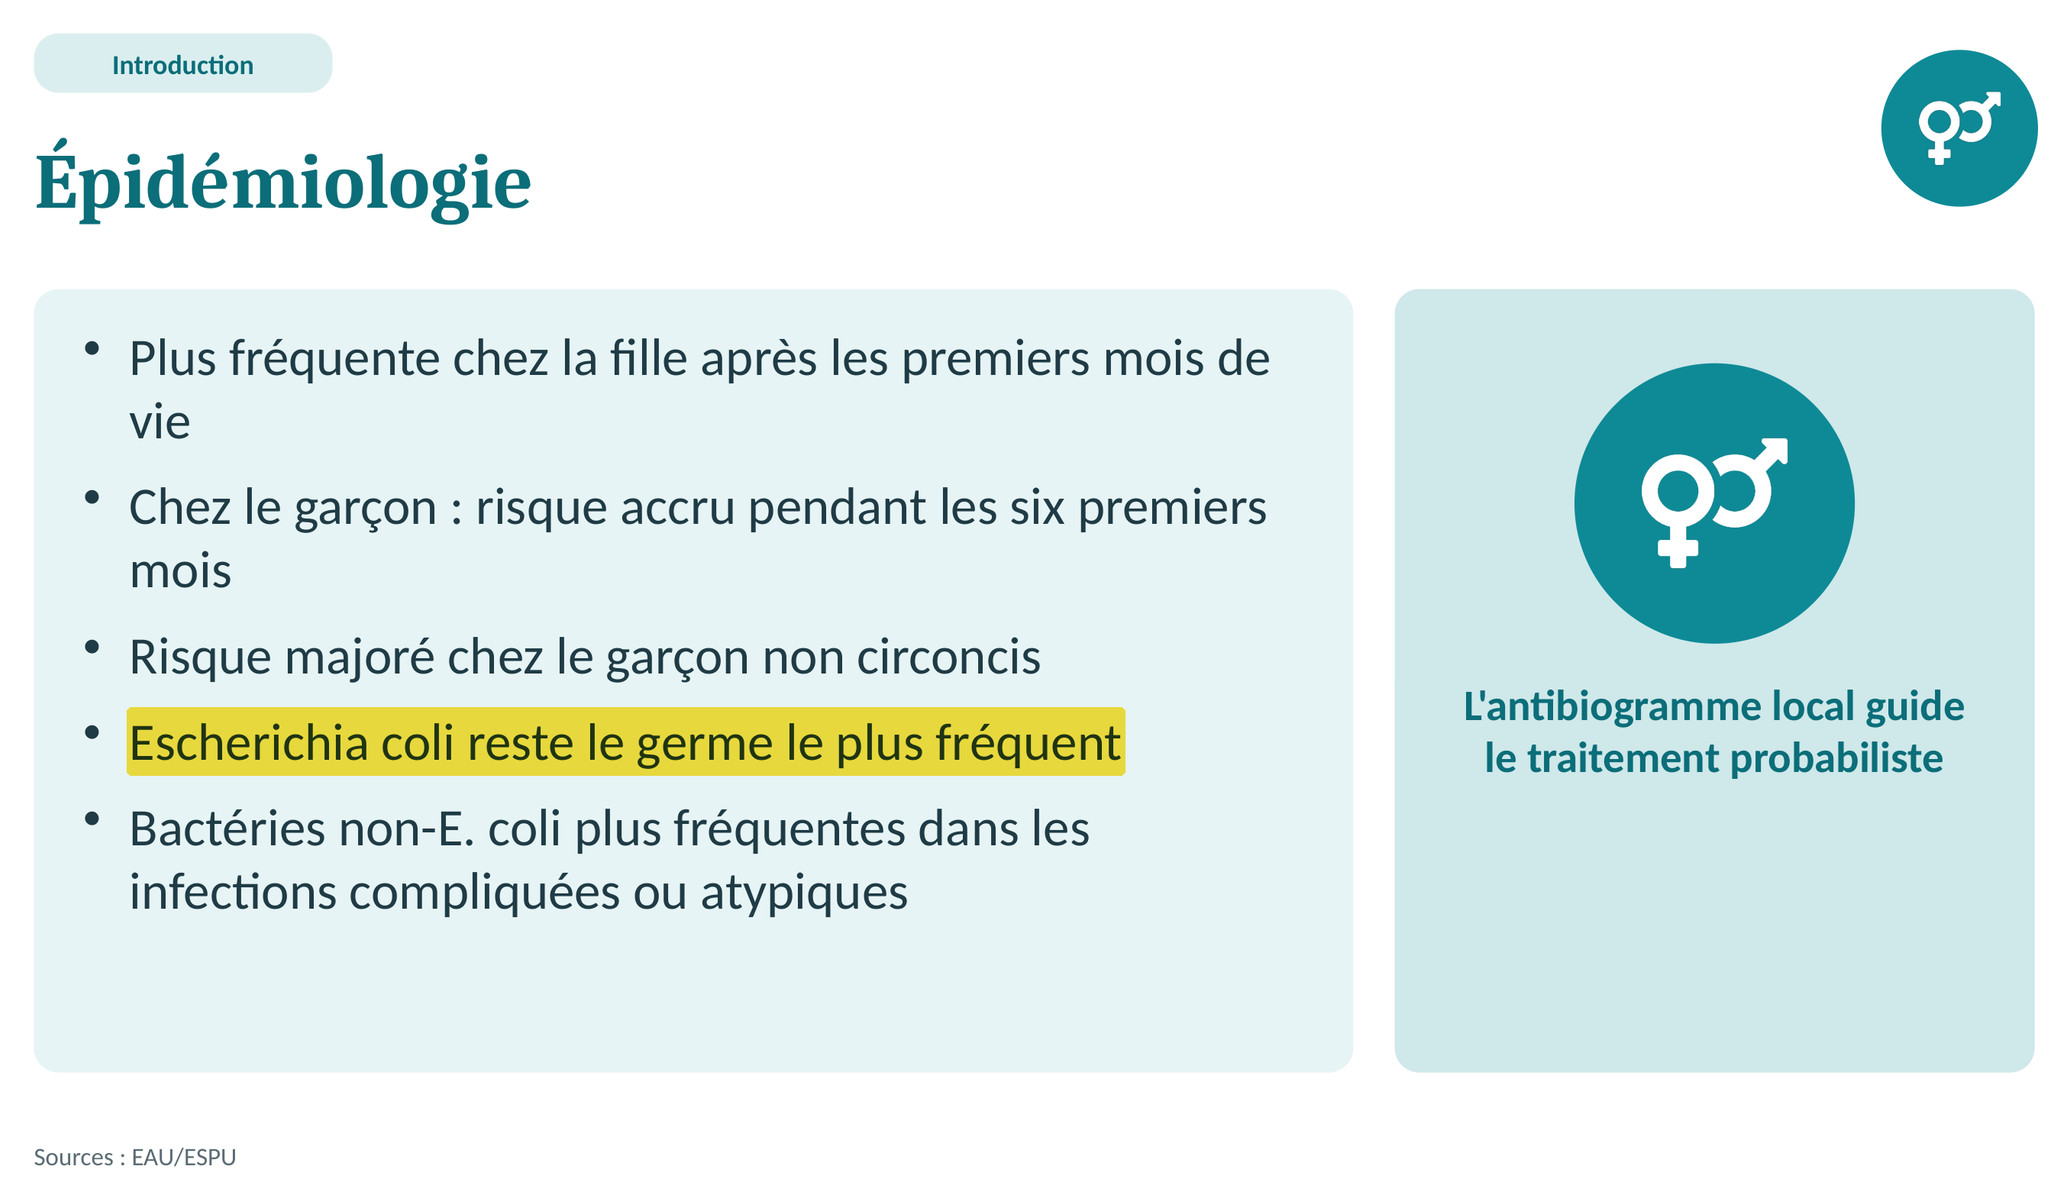 Introduction
Épidémiologie
• Plus fréquente chez la fille après les premiers mois de
vie
• Chez le garçon : risque accru pendant les six premiers
mois
• Risque majoré chez le garçon non circoncis
• Escherichia coli reste le germe le plus fréquent
• Bactéries non-E. coli plus fréquentes dans les
infections compliquées ou atypiques
L'antibiogramme local guide
le traitement probabiliste
Sources : EAU/ESPU